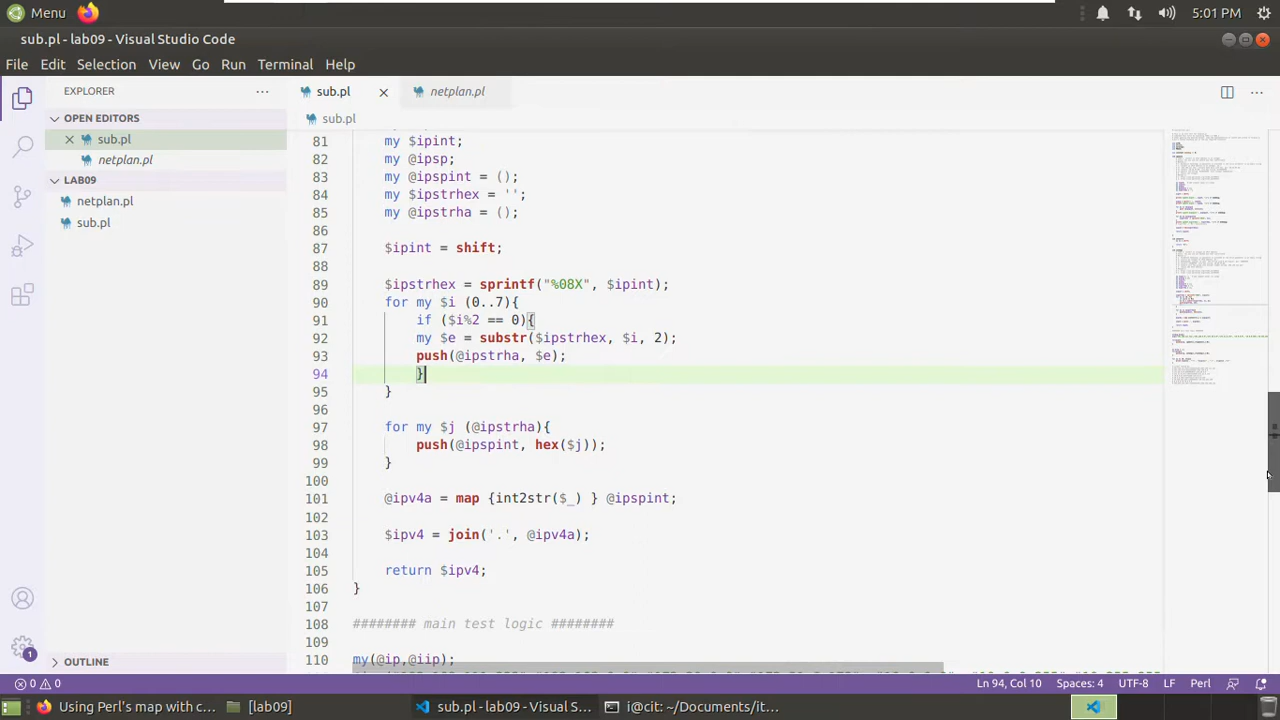 Menu 5:01 PM
sub.pl - lab09 - Visual Studio Code
File Edit Selection View Go Run Terminal Help
EXPLORER ··· sub.pl netplan.pl ···
OPEN EDITORS sub.pl
sub.pl
netplan.pl
LAB09
netplan.pl
sub.pl
81 my $ipint;
82 my @ipsp;
83 my @ipspint = ();
84 my $ipstrhex = '';
85 my @ipstrha = ();
86
87 $ipint = shift;
88
89 $ipstrhex = sprintf("%08X", $ipint);
90 for my $i (0..7){
91 if ($i%2 == 0){
92 my $e = substr($ipstrhex, $i, 2);
93 push(@ipstrha, $e);
94 }
95 }
96
97 for my $j (@ipstrha){
98 push(@ipspint, hex($j));
99 }
100
101 @ipv4a = map {int2str($_) } @ipspint;
102
103 $ipv4 = join('.', @ipv4a);
104
105 return $ipv4;
106 }
107
108 ######## main test logic ########
109
110 my(@ip,@iip);
OUTLINE
1
0 0 Ln 94, Col 10 Spaces: 4 UTF-8 LF Perl
Using Perl's map with c... [lab09] sub.pl - lab09 - Visual S... i@cit: ~/Documents/it...